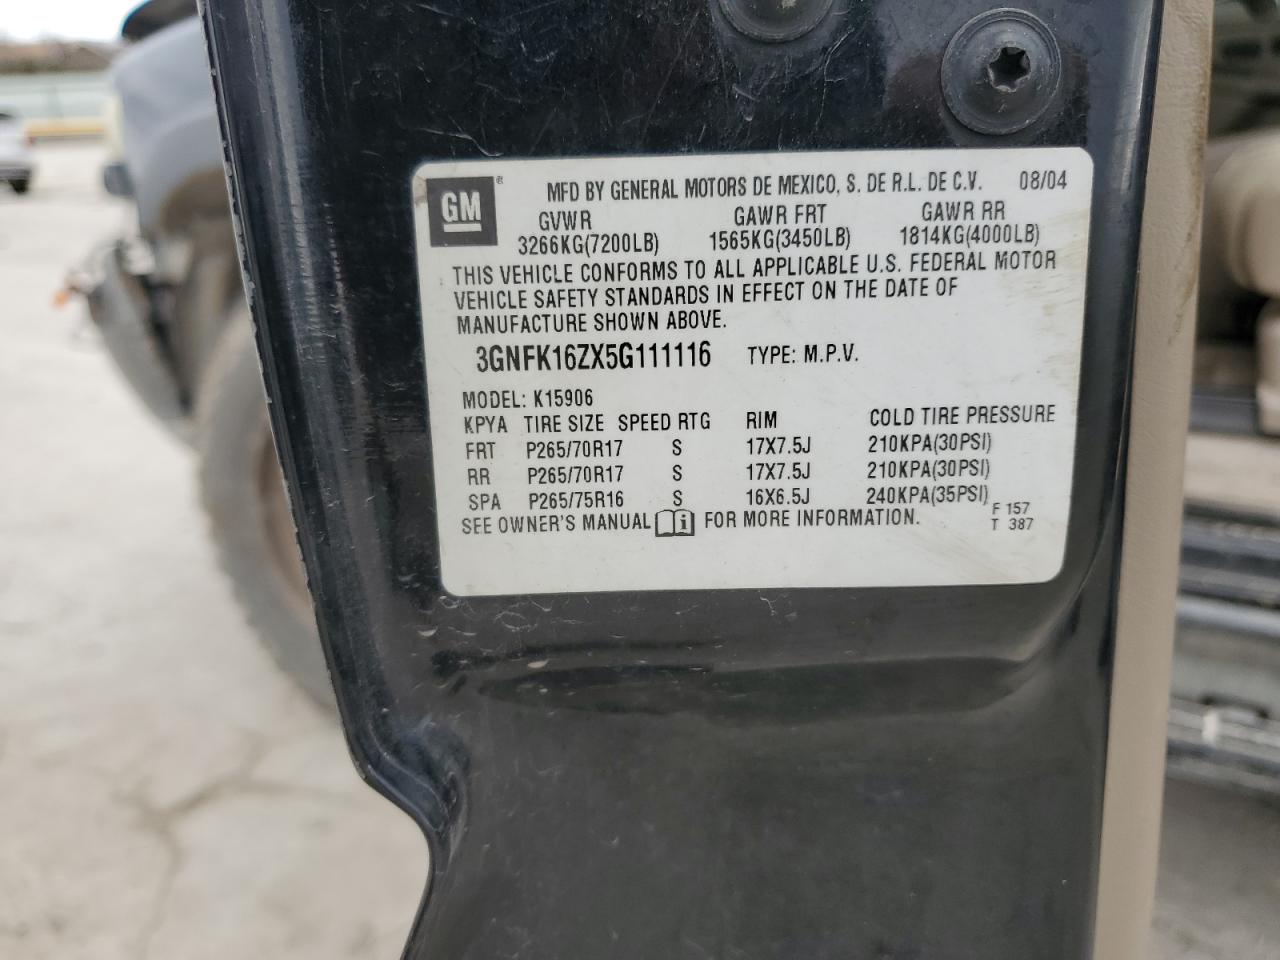 GM ® MFD BY GENERAL MOTORS DE MEXICO, S. DE R.L. DE C.V. 08/04
GVWR GAWR FRT GAWR RR
3266KG(7200LB) 1565KG(3450LB) 1814KG(4000LB)
THIS VEHICLE CONFORMS TO ALL APPLICABLE U.S. FEDERAL MOTOR
VEHICLE SAFETY STANDARDS IN EFFECT ON THE DATE OF
MANUFACTURE SHOWN ABOVE.
3GNFK16ZX5G111116 TYPE: M.P.V.
MODEL: K15906
KPYA TIRE SIZE SPEED RTG RIM COLD TIRE PRESSURE
FRT P265/70R17 S 17X7.5J 210KPA(30PSI)
RR P265/70R17 S 17X7.5J 210KPA(30PSI)
SPA P265/75R16 S 16X6.5J 240KPA(35PSI)
SEE OWNER'S MANUAL i FOR MORE INFORMATION.
F 157
T 387